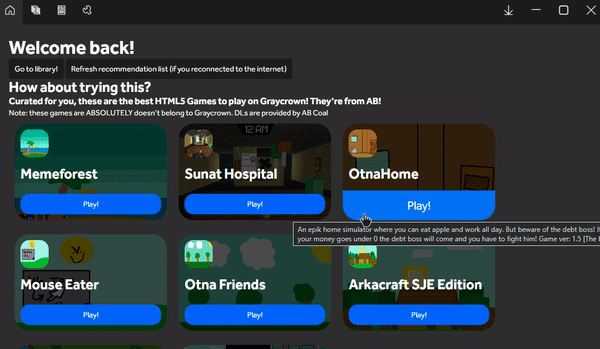 Welcome back!
Go to library! Refresh recommendation list (if you reconnected to the internet)
How about trying this?
Curated for you, these are the best HTML5 Games to play on Graycrown! They're from AB!
Note: these games are ABSOLUTELY doesn't belong to Graycrown. DLs are provided by AB Coal
12 AM
Memeforest Sunat Hospital OtnaHome
Play! Play! Play!
An epik home simulator where you can eat apple and work all day. But beware of the debt boss!
your money goes under 0 the debt boss will come and you have to fight him! Game ver: 1.5 [The
Mouse Eater Otna Friends Arkacraft SJE Edition
Play! Play! Play!